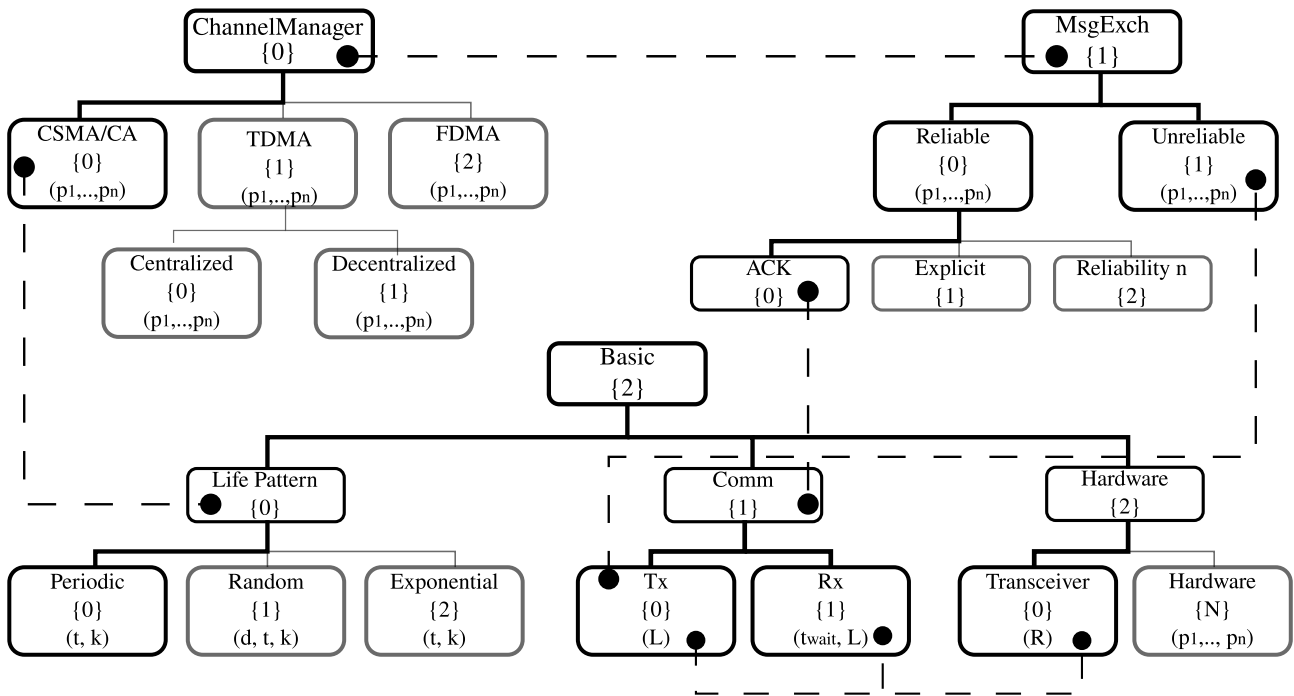 ChannelManager
{0}
MsgExch
{1}
CSMA/CA
{0}
(p1,..,pn)
TDMA
{1}
(p1,..,pn)
FDMA
{2}
(p1,..,pn)
Reliable
{0}
(p1,..,pn)
Unreliable
{1}
(p1,..,pn)
Centralized
{0}
(p1,..,pn)
Decentralized
{1}
(p1,..,pn)
ACK
{0}
Explicit
{1}
Reliability n
{2}
Basic
{2}
Life Pattern
{0}
Comm
{1}
Hardware
{2}
Periodic
{0}
(t, k)
Random
{1}
(d, t, k)
Exponential
{2}
(t, k)
Tx
{0}
(L)
Rx
{1}
(twait, L)
Transceiver
{0}
(R)
Hardware
{N}
(p1,.., pn)